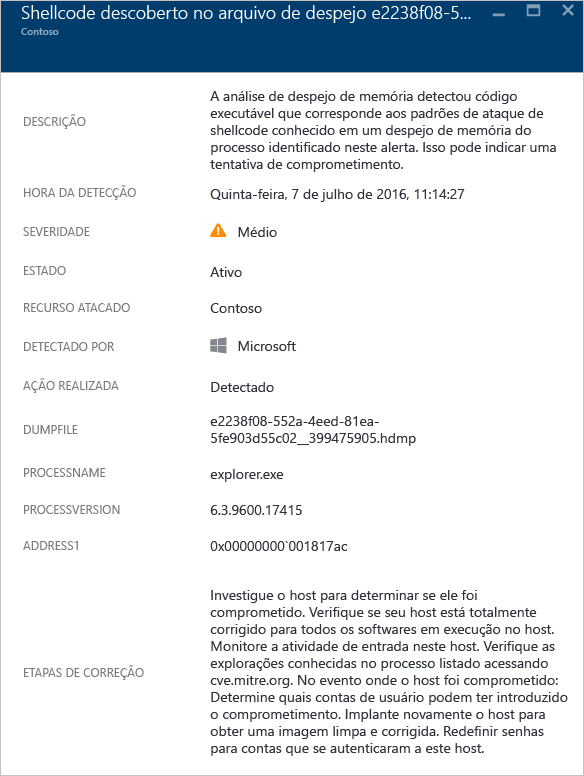 Shellcode descoberto no arquivo de despejo e2238f08-5...
Contoso
DESCRIÇÃO
A análise de despejo de memória detectou código
executável que corresponde aos padrões de ataque de
shellcode conhecido em um despejo de memória do
processo identificado neste alerta. Isso pode indicar uma
tentativa de comprometimento.
HORA DA DETECÇÃO
Quinta-feira, 7 de julho de 2016, 11:14:27
SEVERIDADE
Médio
ESTADO
Ativo
RECURSO ATACADO
Contoso
DETECTADO POR
Microsoft
AÇÃO REALIZADA
Detectado
DUMPFILE
e2238f08-552a-4eed-81ea-
5fe903d55c02__399475905.hdmp
PROCESSNAME
explorer.exe
PROCESSVERSION
6.3.9600.17415
ADDRESS1
0x00000000`001817ac
ETAPAS DE CORREÇÃO
Investigue o host para determinar se ele foi
comprometido. Verifique se seu host está totalmente
corrigido para todos os softwares em execução no host.
Monitore a atividade de entrada neste host. Verifique as
explorações conhecidas no processo listado acessando
cve.mitre.org. No evento onde o host foi comprometido:
Determine quais contas de usuário podem ter introduzido
o comprometimento. Implante novamente o host para
obter uma imagem limpa e corrigida. Redefinir senhas
para contas que se autenticaram a este host.